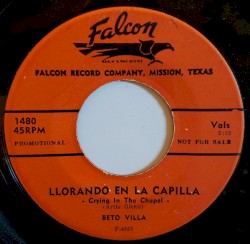 Falcon
FALCON RECORD COMPANY, MISSION, TEXAS
1480
45RPM
PROMOTIONAL
Vals
NOT FOR SALE
LLORANDO EN LA CAPILLA
- Crying In The Chapel -
BETO VILLA